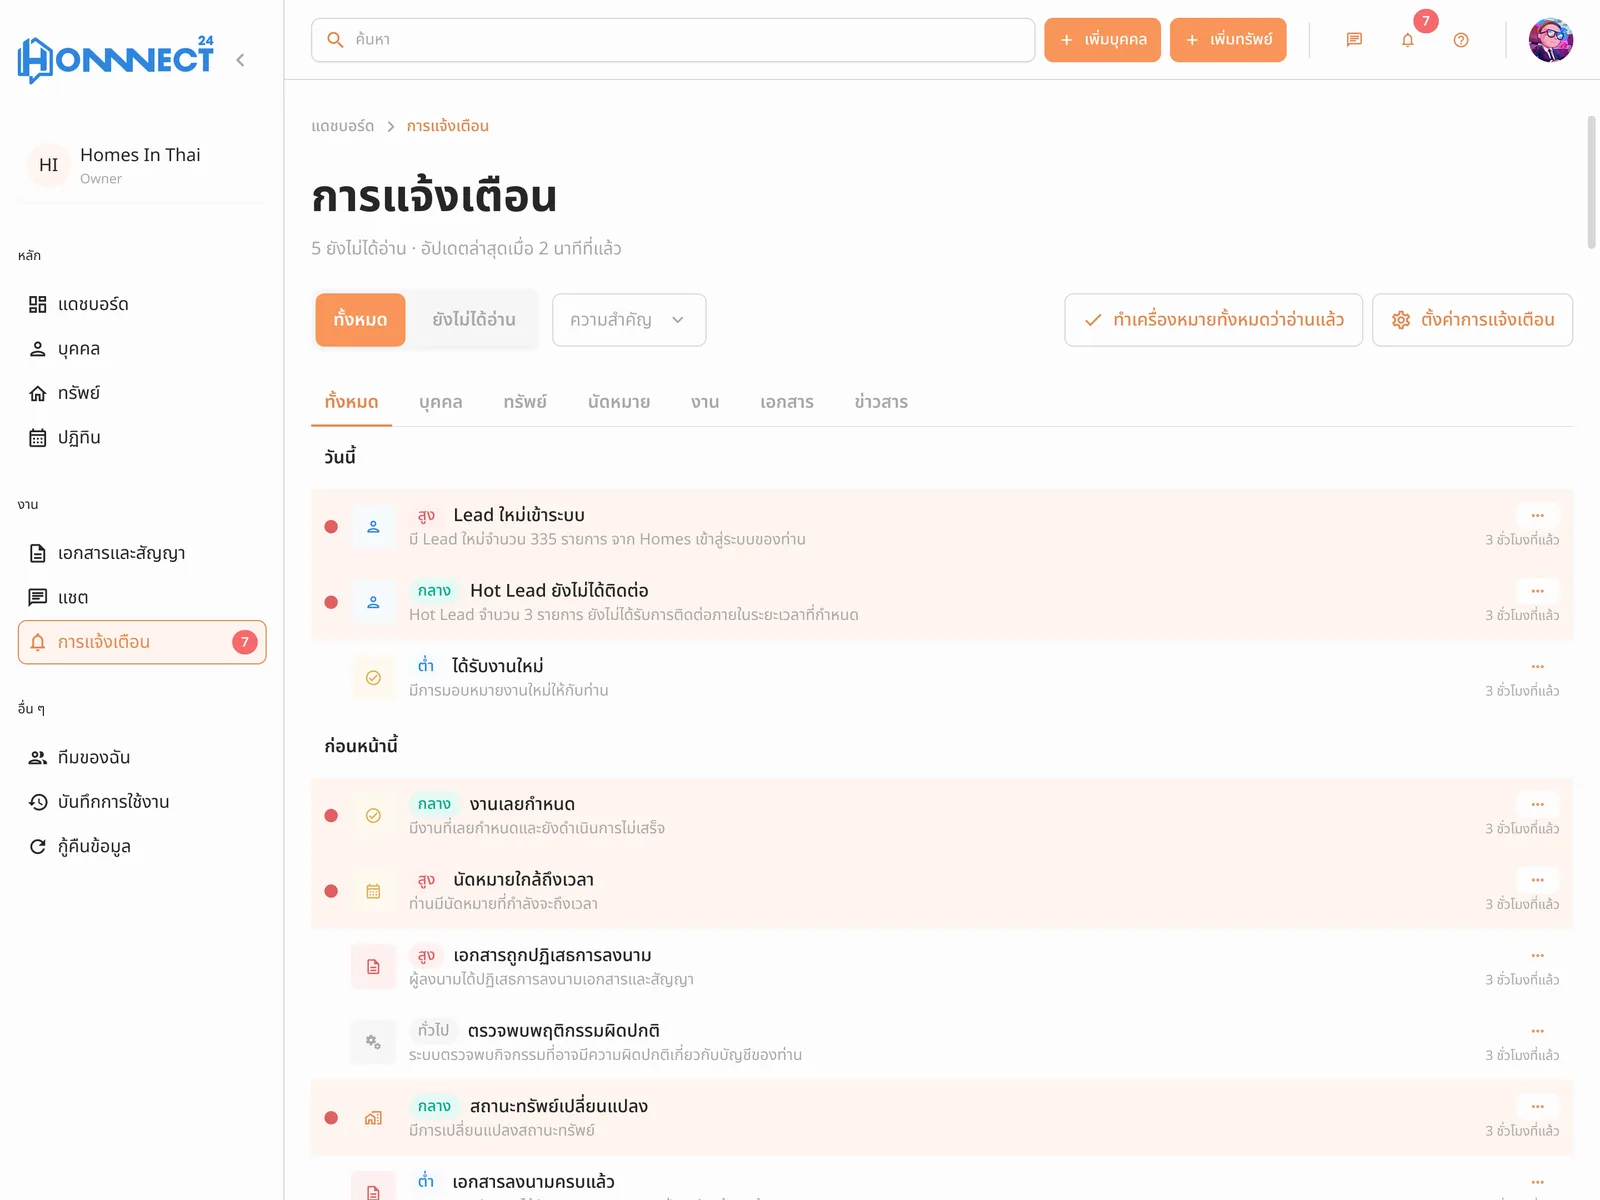 HONNNECT 24
ค้นหา
เพิ่มบุคคล
เพิ่มทรัพย์
7
HI
Homes In Thai
Owner
หลัก
แดชบอร์ด
บุคคล
ทรัพย์
ปฏิทิน
งาน
เอกสารและสัญญา
แชต
การแจ้งเตือน
7
อื่น ๆ
ทีมของฉัน
บันทึกการใช้งาน
กู้คืนข้อมูล
แดชบอร์ด > การแจ้งเตือน
การแจ้งเตือน
5 ยังไม่ได้อ่าน · อัปเดตล่าสุดเมื่อ 2 นาทีที่แล้ว
ทั้งหมด
ยังไม่ได้อ่าน
ความสำคัญ
ทำเครื่องหมายทั้งหมดว่าอ่านแล้ว
ตั้งค่าการแจ้งเตือน
ทั้งหมด บุคคล ทรัพย์ นัดหมาย งาน เอกสาร ข่าวสาร
วันนี้
สูง Lead ใหม่เข้าระบบ
มี Lead ใหม่จำนวน 335 รายการ จาก Homes เข้าสู่ระบบของท่าน
3 ชั่วโมงที่แล้ว
กลาง Hot Lead ยังไม่ได้ติดต่อ
Hot Lead จำนวน 3 รายการ ยังไม่ได้รับการติดต่อภายในระยะเวลาที่กำหนด
3 ชั่วโมงที่แล้ว
ต่ำ ได้รับงานใหม่
มีการมอบหมายงานใหม่ให้กับท่าน
3 ชั่วโมงที่แล้ว
ก่อนหน้านี้
กลาง งานเลยกำหนด
มีงานที่เลยกำหนดและยังดำเนินการไม่เสร็จ
3 ชั่วโมงที่แล้ว
สูง นัดหมายใกล้ถึงเวลา
ท่านมีนัดหมายที่กำลังจะถึงเวลา
3 ชั่วโมงที่แล้ว
สูง เอกสารถูกปฏิเสธการลงนาม
ผู้ลงนามได้ปฏิเสธการลงนามเอกสารและสัญญา
3 ชั่วโมงที่แล้ว
ทั่วไป ตรวจพบพฤติกรรมผิดปกติ
ระบบตรวจพบกิจกรรมที่อาจมีความผิดปกติเกี่ยวกับบัญชีของท่าน
3 ชั่วโมงที่แล้ว
กลาง สถานะทรัพย์เปลี่ยนแปลง
มีการเปลี่ยนแปลงสถานะทรัพย์
3 ชั่วโมงที่แล้ว
ต่ำ เอกสารลงนามครบแล้ว